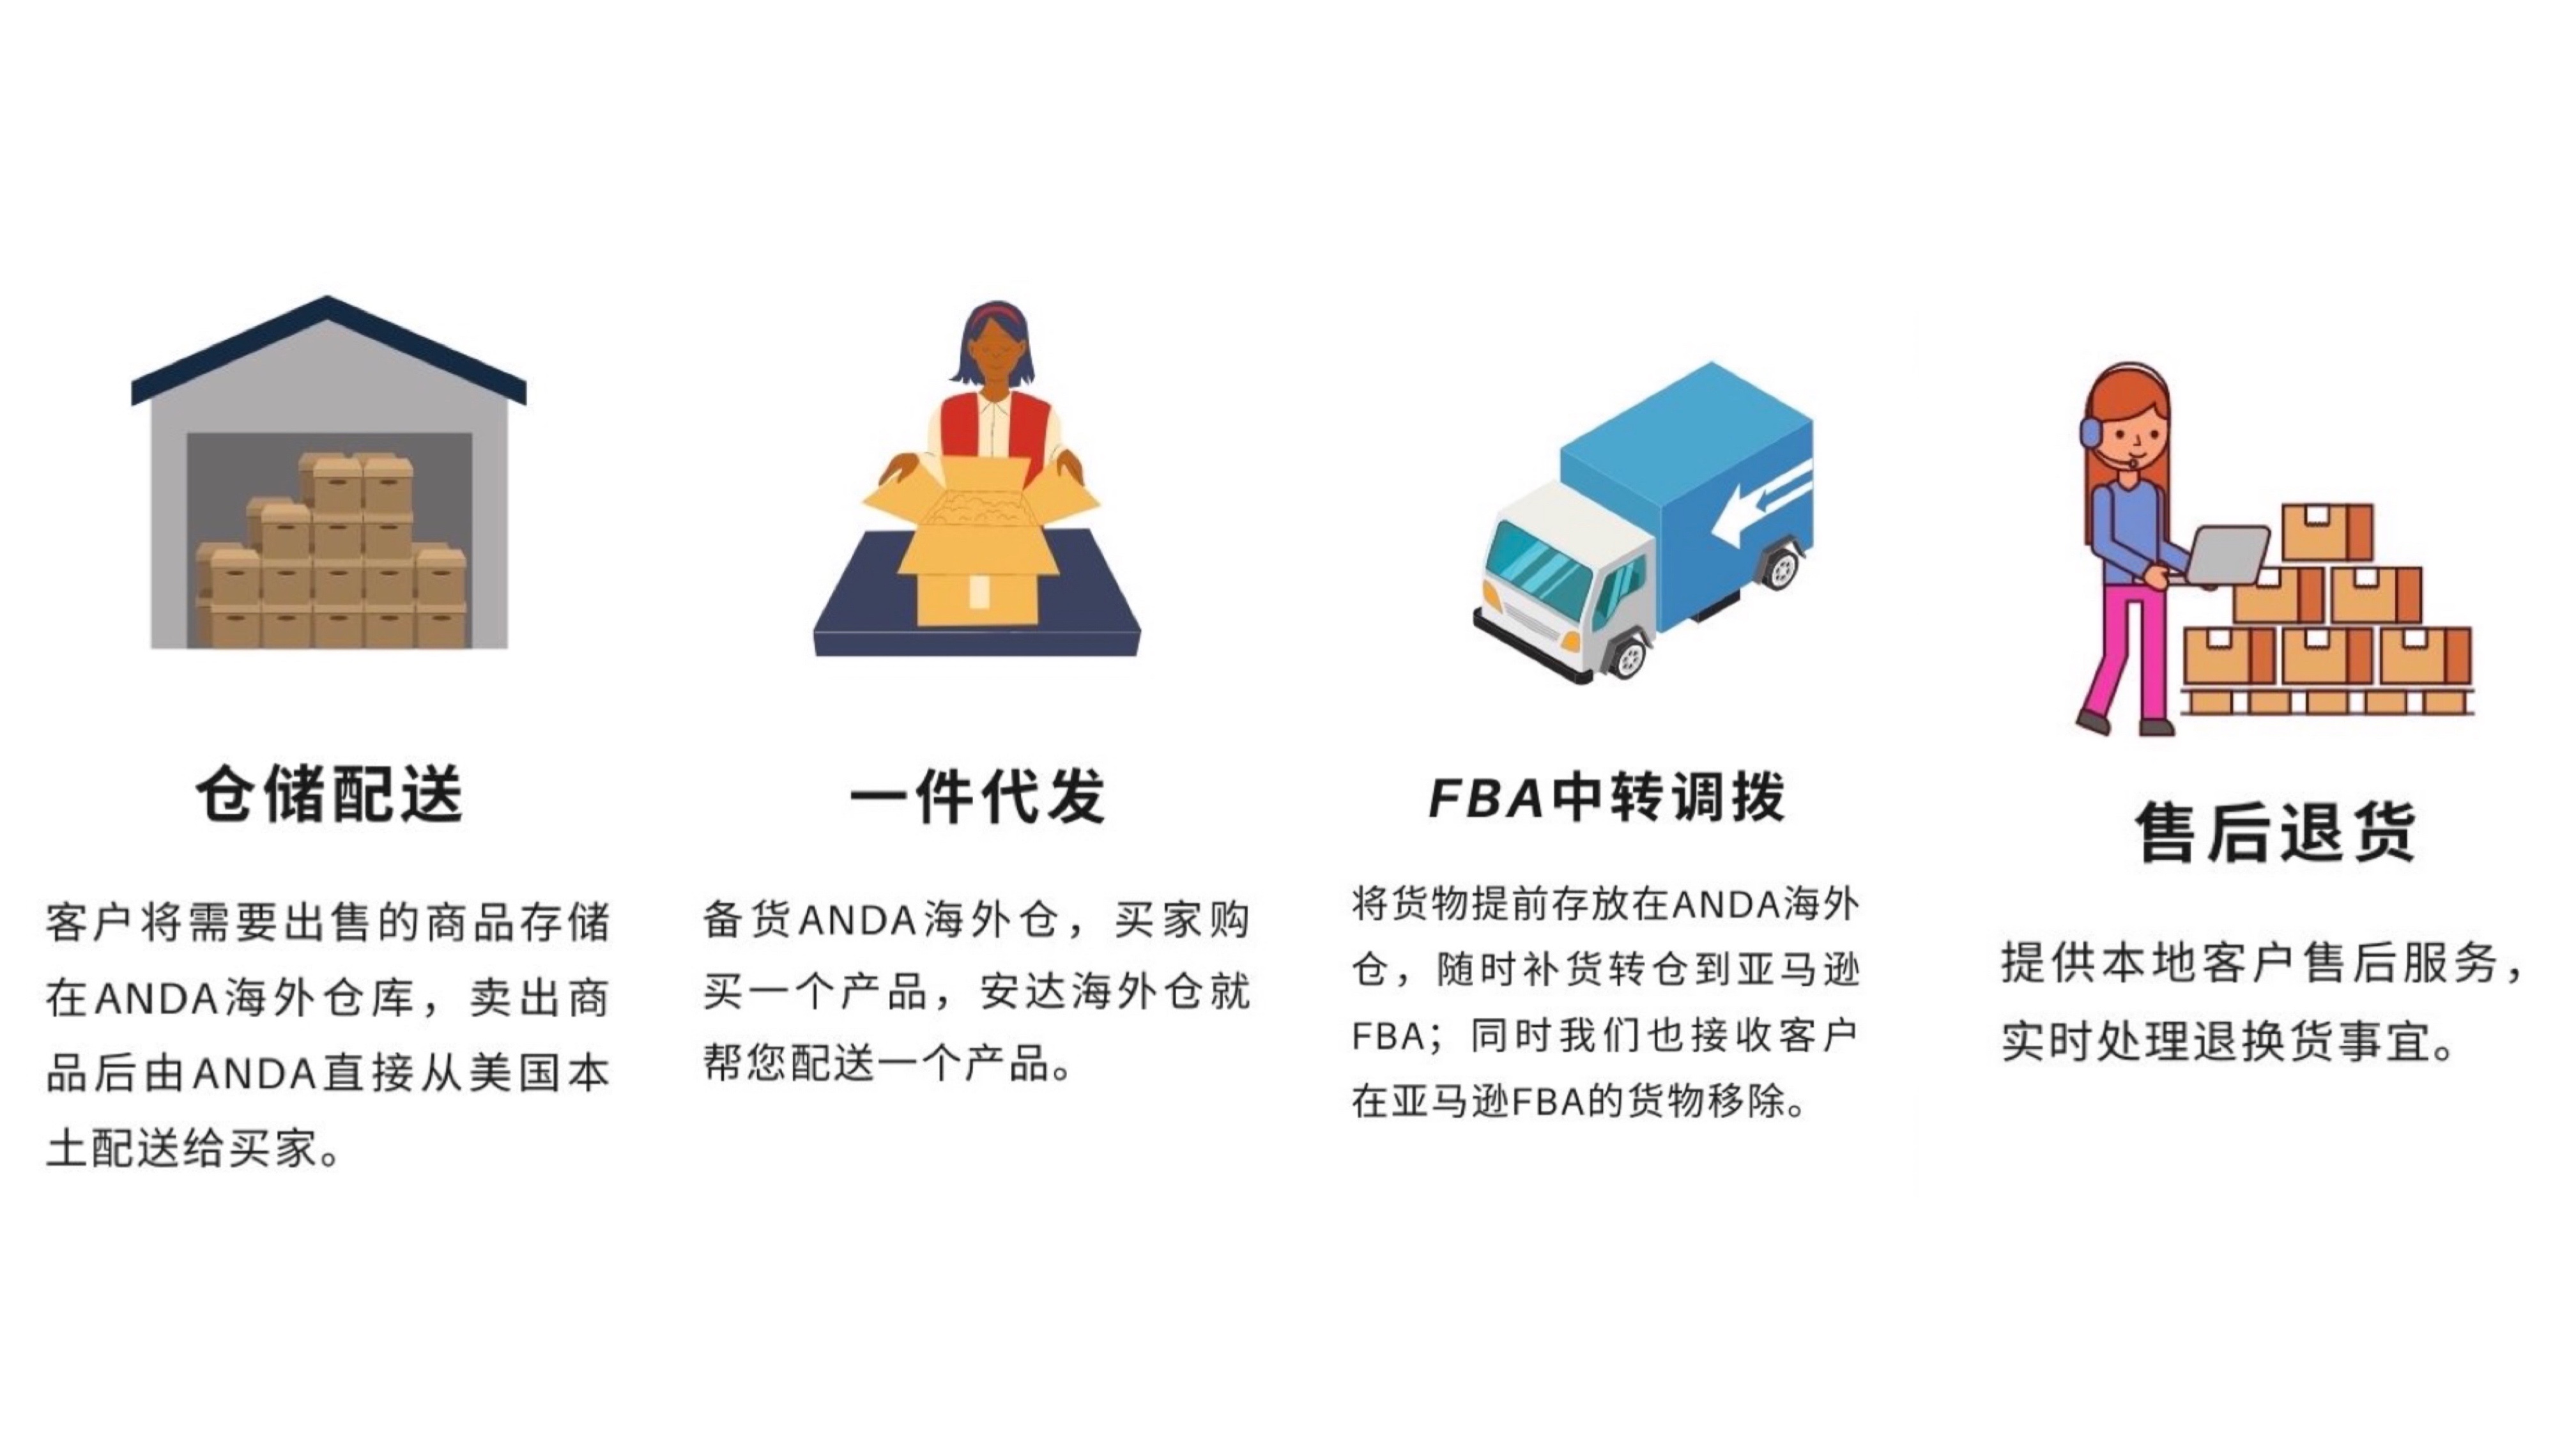 仓储配送
客户将需要出售的商品存储
在ANDA海外仓库，卖出商
品后由ANDA直接从美国本
土配送给买家。
一件代发
备货ANDA海外仓，买家购
买一个产品，安达海外仓就
帮您配送一个产品。
FBA中转调拨
将货物提前存放在ANDA海外
仓，随时补货转仓到亚马逊
FBA；同时我们也接收客户
在亚马逊FBA的货物移除。
售后退货
提供本地客户售后服务，
实时处理退换货事宜。